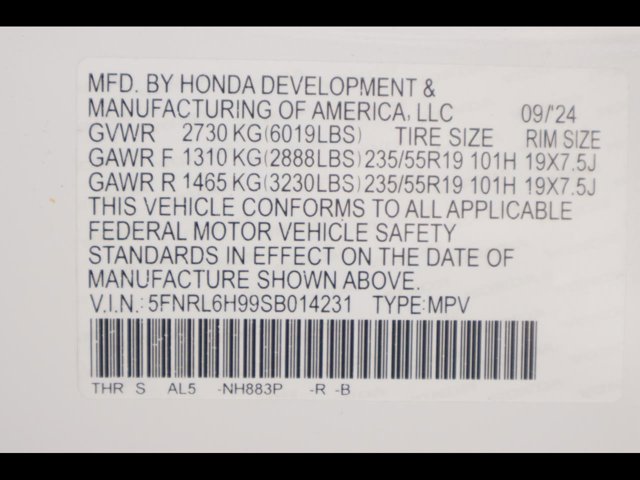 MFD. BY HONDA DEVELOPMENT &
MANUFACTURING OF AMERICA, LLC 09/'24
GVWR 2730 KG(6019LBS) TIRE SIZE RIM SIZE
GAWR F 1310 KG(2888LBS) 235/55R19 101H 19X7.5J
GAWR R 1465 KG(3230LBS) 235/55R19 101H 19X7.5J
THIS VEHICLE CONFORMS TO ALL APPLICABLE
FEDERAL MOTOR VEHICLE SAFETY
STANDARDS IN EFFECT ON THE DATE OF
MANUFACTURE SHOWN ABOVE.
V.I.N.: 5FNRL6H99SB014231 TYPE:MPV
THR S AL5 -NH883P -R -B